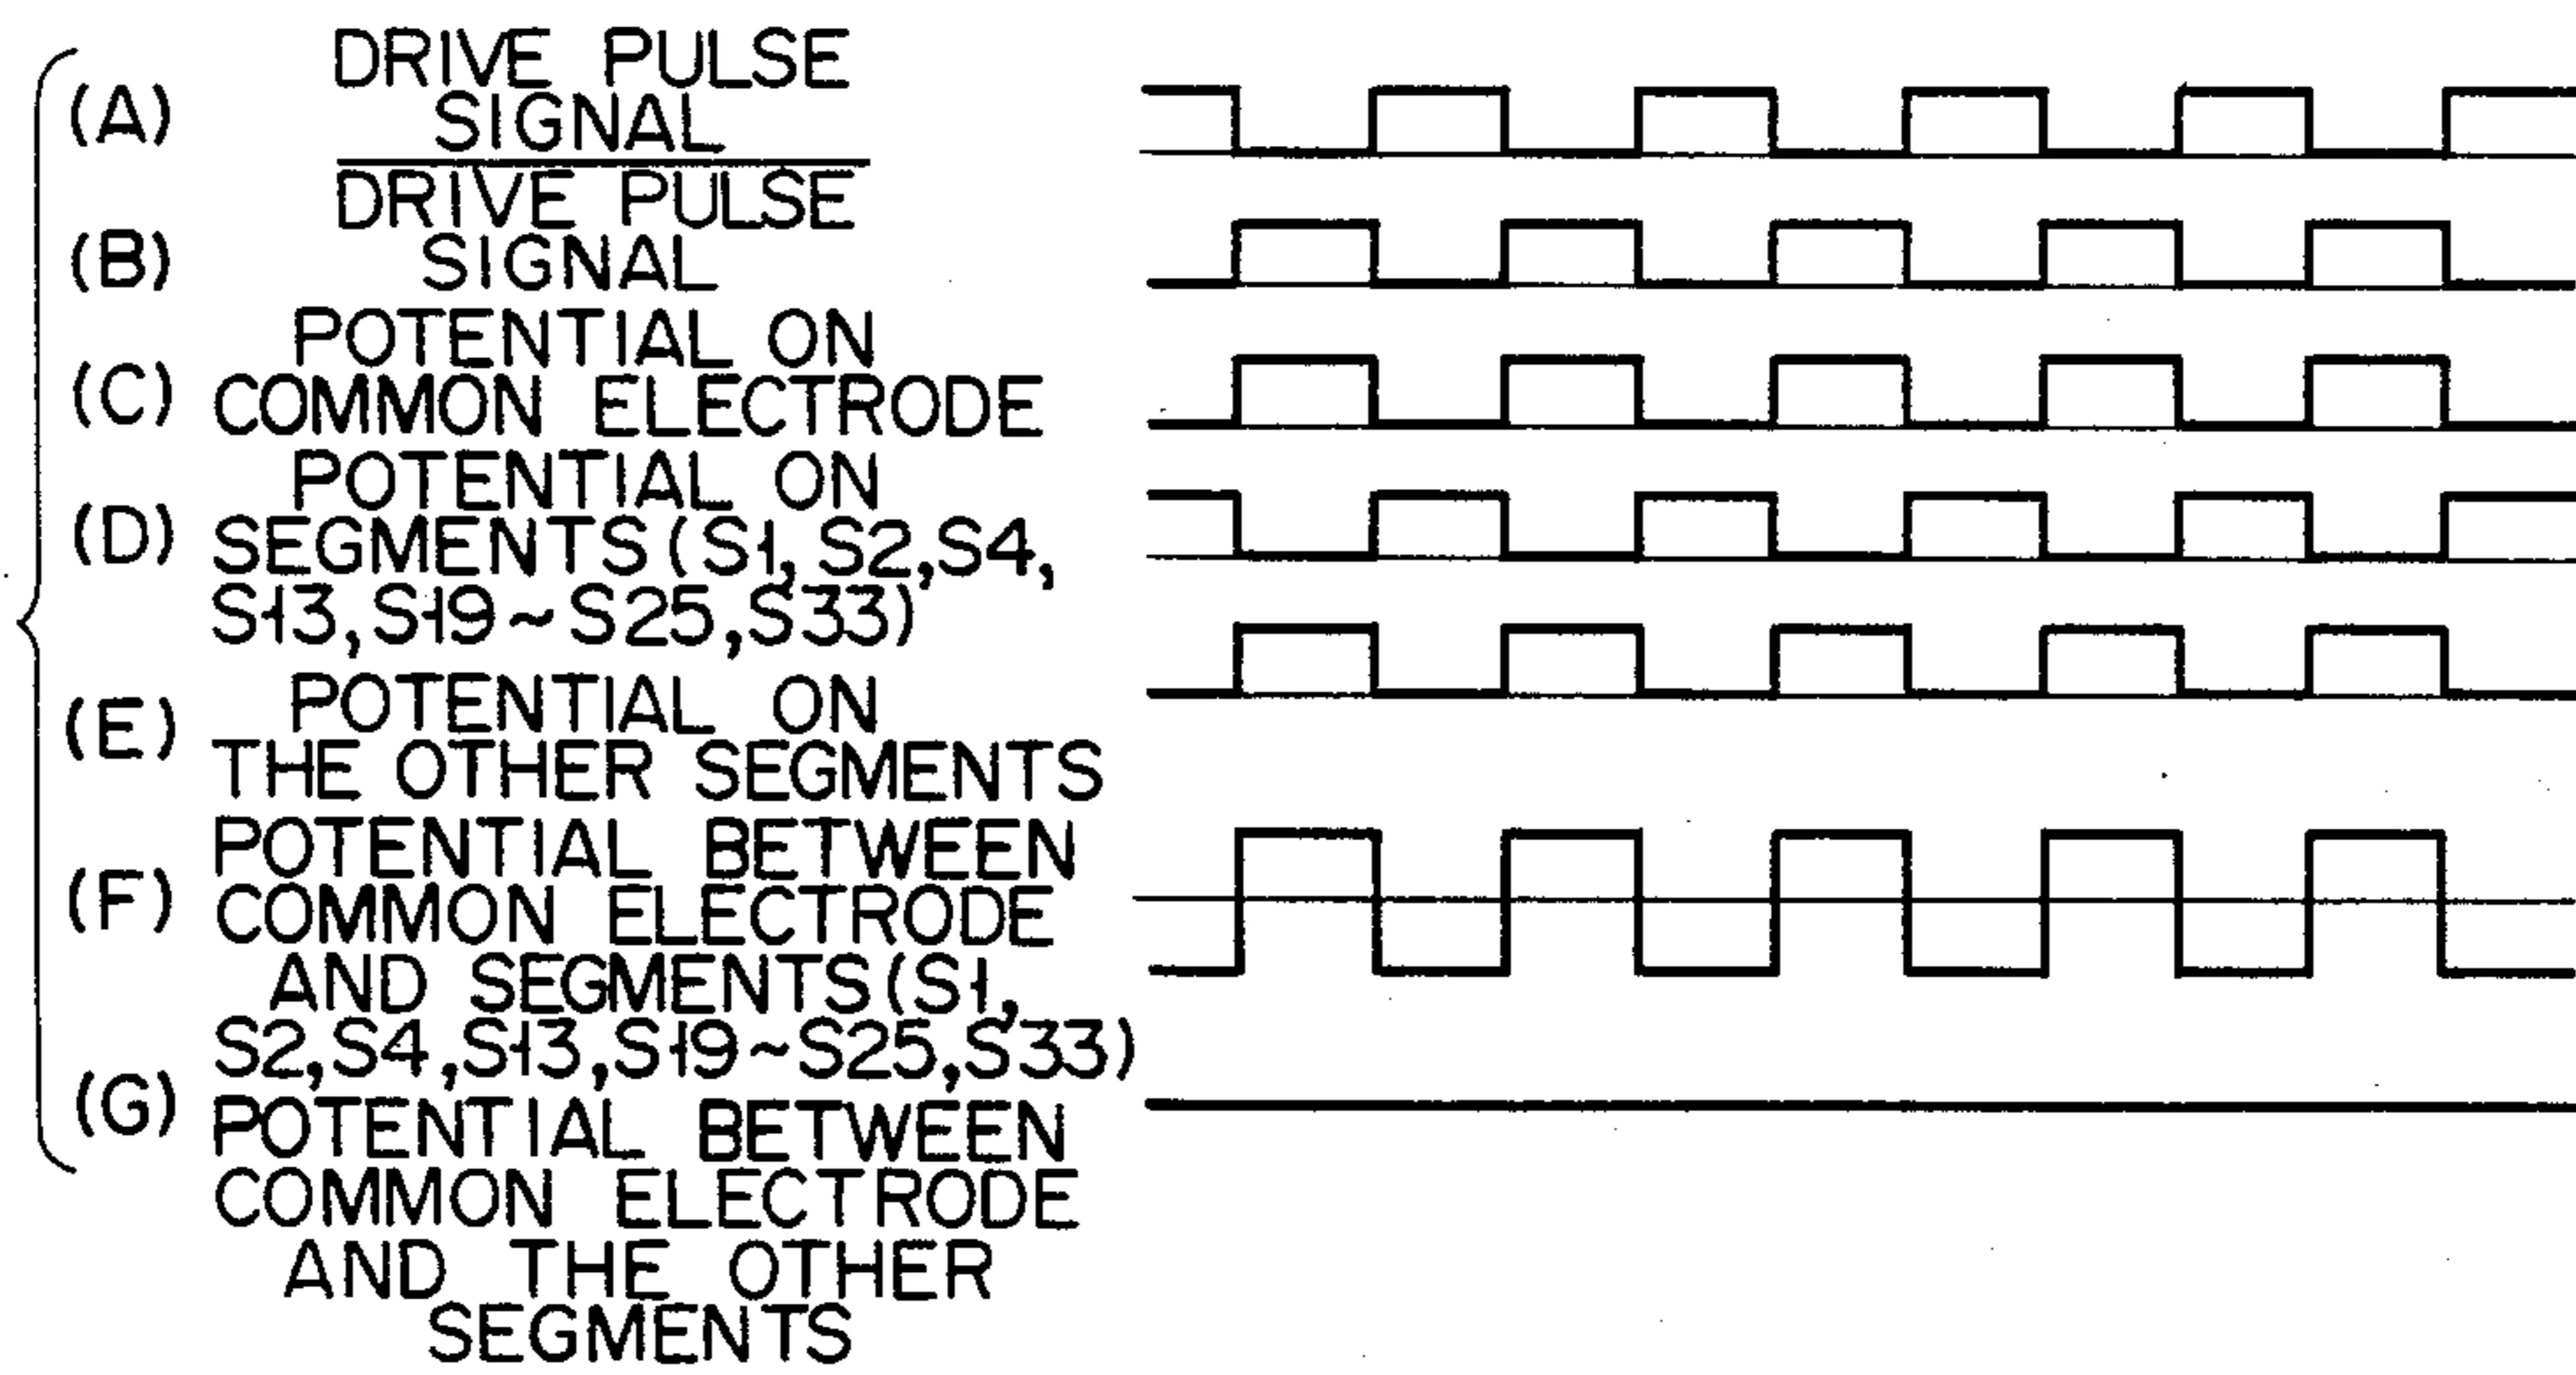 (A) DRIVE PULSE
SIGNAL
(B) DRIVE PULSE
SIGNAL
(C) POTENTIAL ON
COMMON ELECTRODE
(D) POTENTIAL ON
SEGMENTS (S1, S2, S4,
S13, S19~S25, S33)
(E) POTENTIAL ON
THE OTHER SEGMENTS
(F) POTENTIAL BETWEEN
COMMON ELECTRODE
AND SEGMENTS (S1,
S2, S4, S13, S19~S25, S33)
(G) POTENTIAL BETWEEN
COMMON ELECTRODE
AND THE OTHER
SEGMENTS